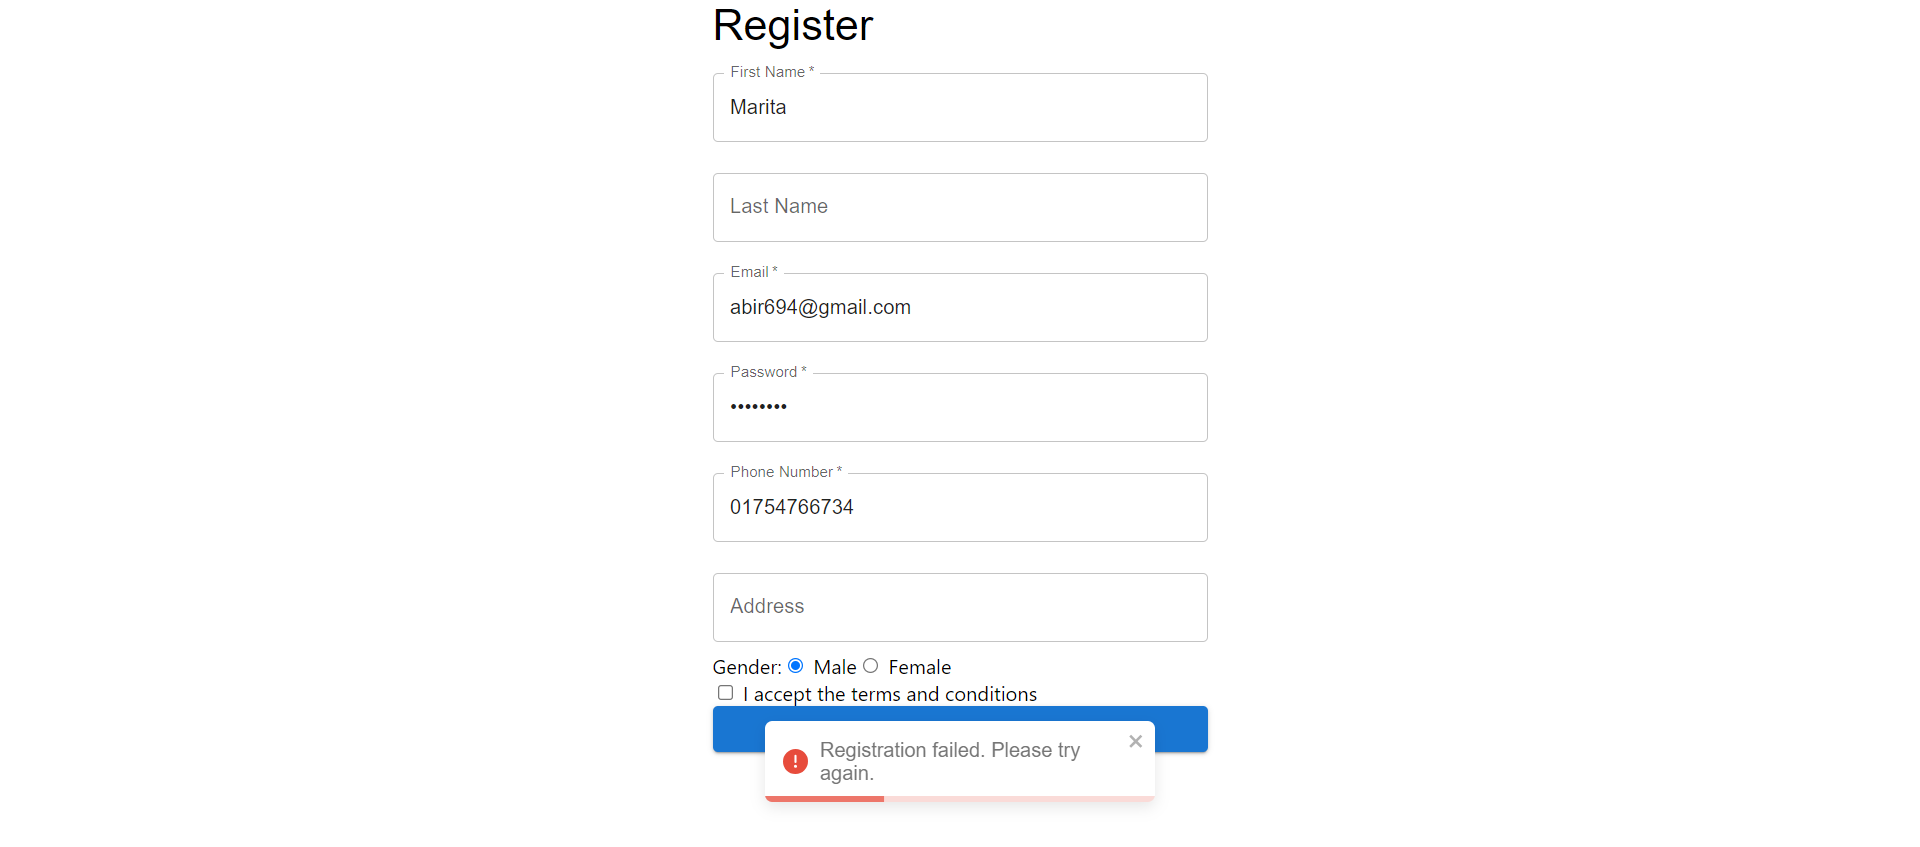 Register
First Name *
Marita
Last Name
Email *
abir694@gmail.com
Password *
••••••••
Phone Number *
01754766734
Address
Gender: Male Female
I accept the terms and conditions
Registration failed. Please try
again.